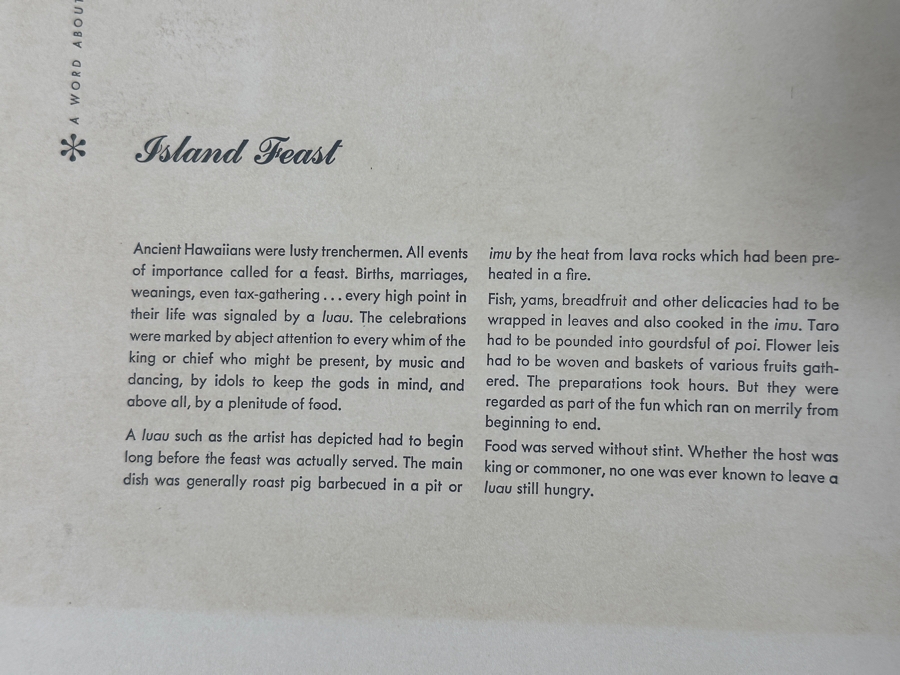 A WORD ABOUT
Island Feast
Ancient Hawaiians were lusty trenchermen. All events
of importance called for a feast. Births, marriages,
weanings, even tax-gathering ... every high point in
their life was signaled by a luau. The celebrations
were marked by abject attention to every whim of the
king or chief who might be present, by music and
dancing, by idols to keep the gods in mind, and
above all, by a plenitude of food.
A luau such as the artist has depicted had to begin
long before the feast was actually served. The main
dish was generally roast pig barbecued in a pit or
imu by the heat from lava rocks which had been pre-
heated in a fire.
Fish, yams, breadfruit and other delicacies had to be
wrapped in leaves and also cooked in the imu. Taro
had to be pounded into gourdsful of poi. Flower leis
had to be woven and baskets of various fruits gath-
ered. The preparations took hours. But they were
regarded as part of the fun which ran on merrily from
beginning to end.
Food was served without stint. Whether the host was
king or commoner, no one was ever known to leave a
luau still hungry.